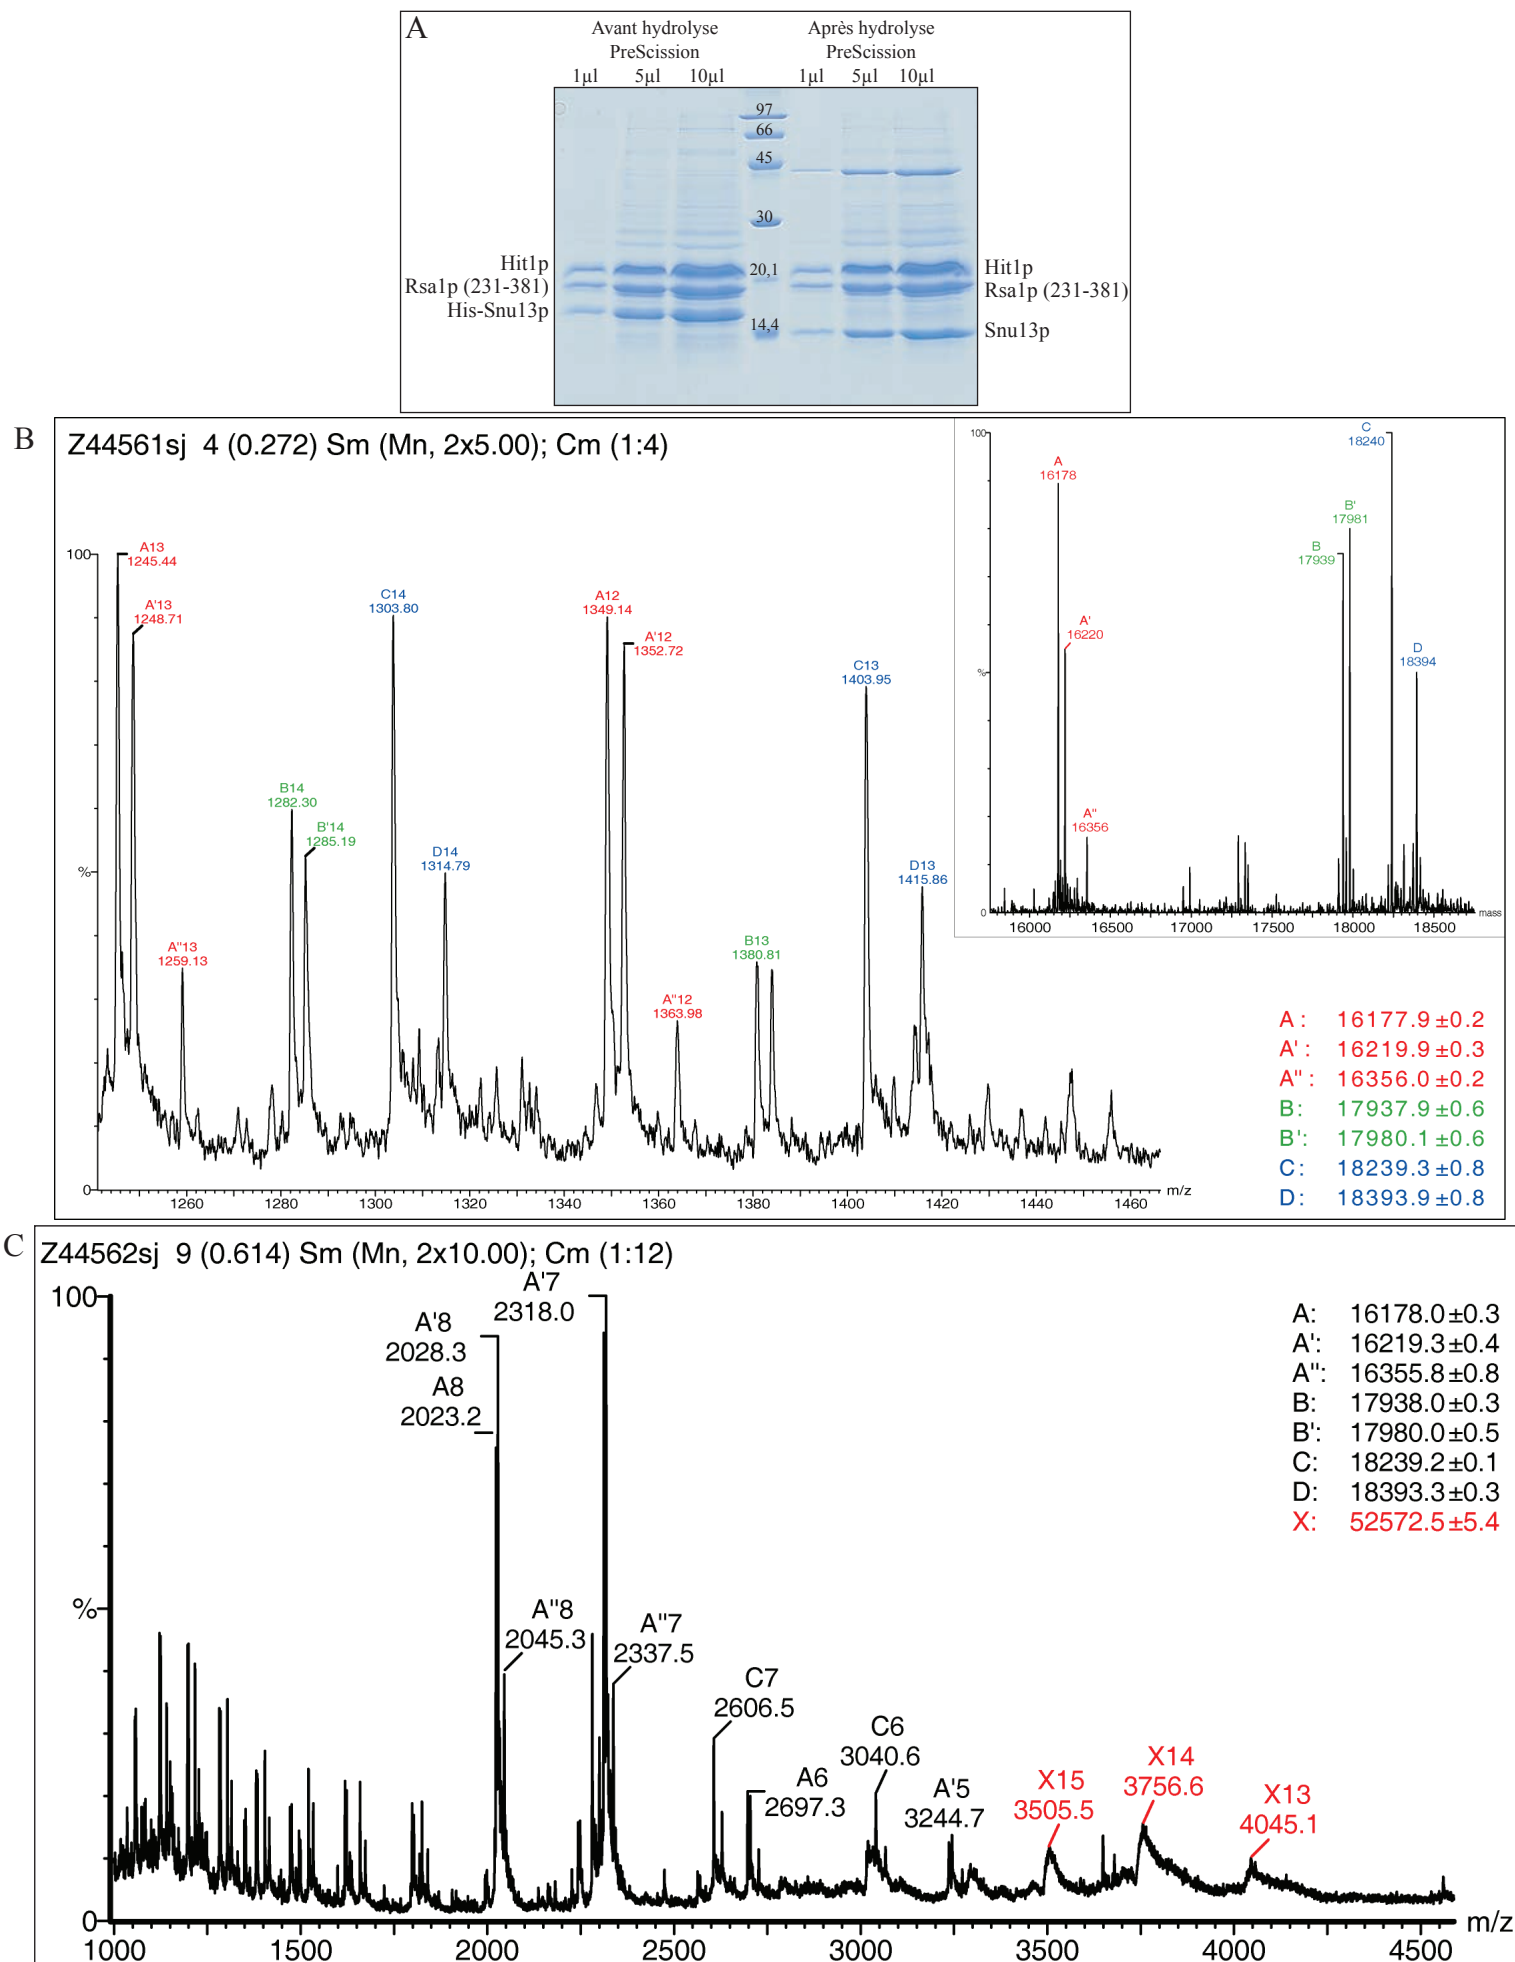 A
Avant hydrolyse
PreScission
Après hydrolyse
PreScission
1µl 5µl 10µl
1µl 5µl 10µl
97
66
45
30
20,1
14,4
Hit1p
Rsa1p (231-381)
His-Snu13p
Hit1p
Rsa1p (231-381)
Snu13p
B
Z44561sj 4 (0.272) Sm (Mn, 2x5.00); Cm (1:4)
100
%
0
A13
1245.44
A'13
1248.71
A"13
1259.13
B14
1282.30
B'14
1285.19
C14
1303.80
D14
1314.79
A12
1349.14
A'12
1352.72
A"12
1363.98
B13
1380.81
C13
1403.95
D13
1415.86
1260 1280 1300 1320 1340 1360 1380 1400 1420 1440 1460
m/z
100
%
0
A
16178
A'
16220
A"
16356
B
17939
B'
17981
C
18240
D
18394
16000 16500 17000 17500 18000 18500
mass
A : 16177.9 ±0.2
A' : 16219.9 ±0.3
A" : 16356.0 ±0.2
B: 17937.9 ±0.6
B': 17980.1 ±0.6
C: 18239.3 ±0.8
D: 18393.9 ±0.8
C
Z44562sj 9 (0.614) Sm (Mn, 2x10.00); Cm (1:12)
100
%
0
A'7
2318.0
A'8
2028.3
A8
2023.2
A"8
2045.3
A"7
2337.5
C7
2606.5
A6
2697.3
C6
3040.6
A'5
3244.7
X15
3505.5
X14
3756.6
X13
4045.1
A: 16178.0±0.3
A': 16219.3±0.4
A": 16355.8±0.8
B: 17938.0±0.3
B': 17980.0±0.5
C: 18239.2±0.1
D: 18393.3±0.3
X: 52572.5±5.4
1000 1500 2000 2500 3000 3500 4000 4500
m/z